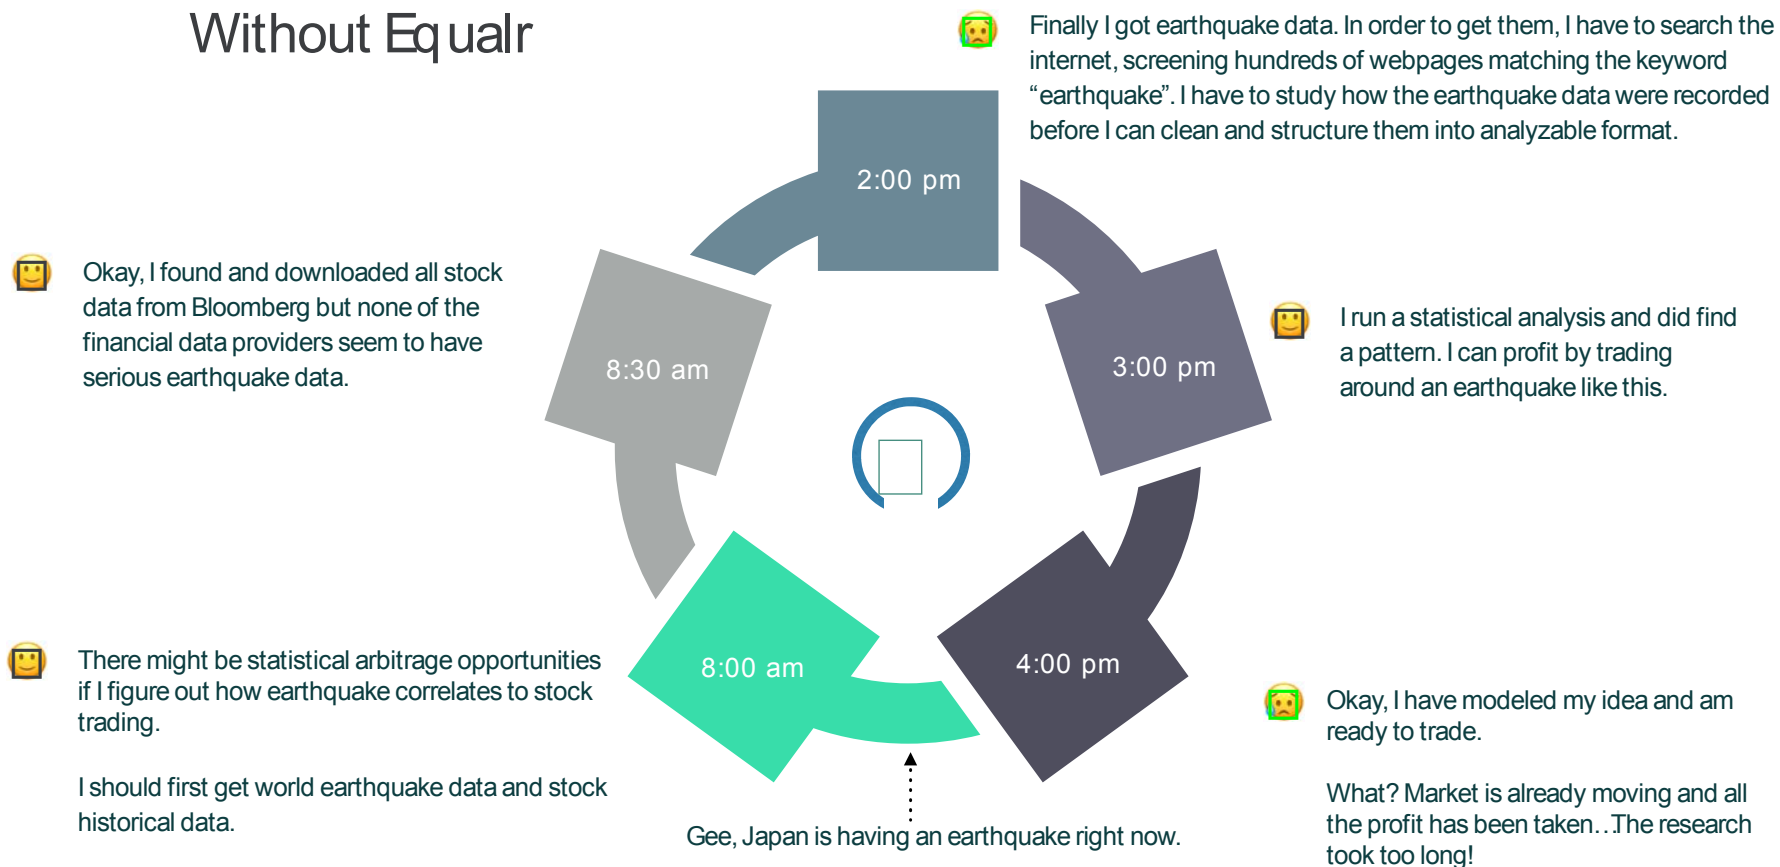 Without Equalr
Finally I got earthquake data. In order to get them, I have to search the
internet, screening hundreds of webpages matching the keyword
“earthquake”. I have to study how the earthquake data were recorded
before I can clean and structure them into analyzable format.
2:00 pm
Okay, I found and downloaded all stock
data from Bloomberg but none of the
financial data providers seem to have
serious earthquake data.
8:30 am
3:00 pm
I run a statistical analysis and did find
a pattern. I can profit by trading
around an earthquake like this.
There might be statistical arbitrage opportunities
if I figure out how earthquake correlates to stock
trading.
I should first get world earthquake data and stock
historical data.
8:00 am
4:00 pm
Okay, I have modeled my idea and am
ready to trade.
What? Market is already moving and all
the profit has been taken...The research
took too long!
Gee, Japan is having an earthquake right now.